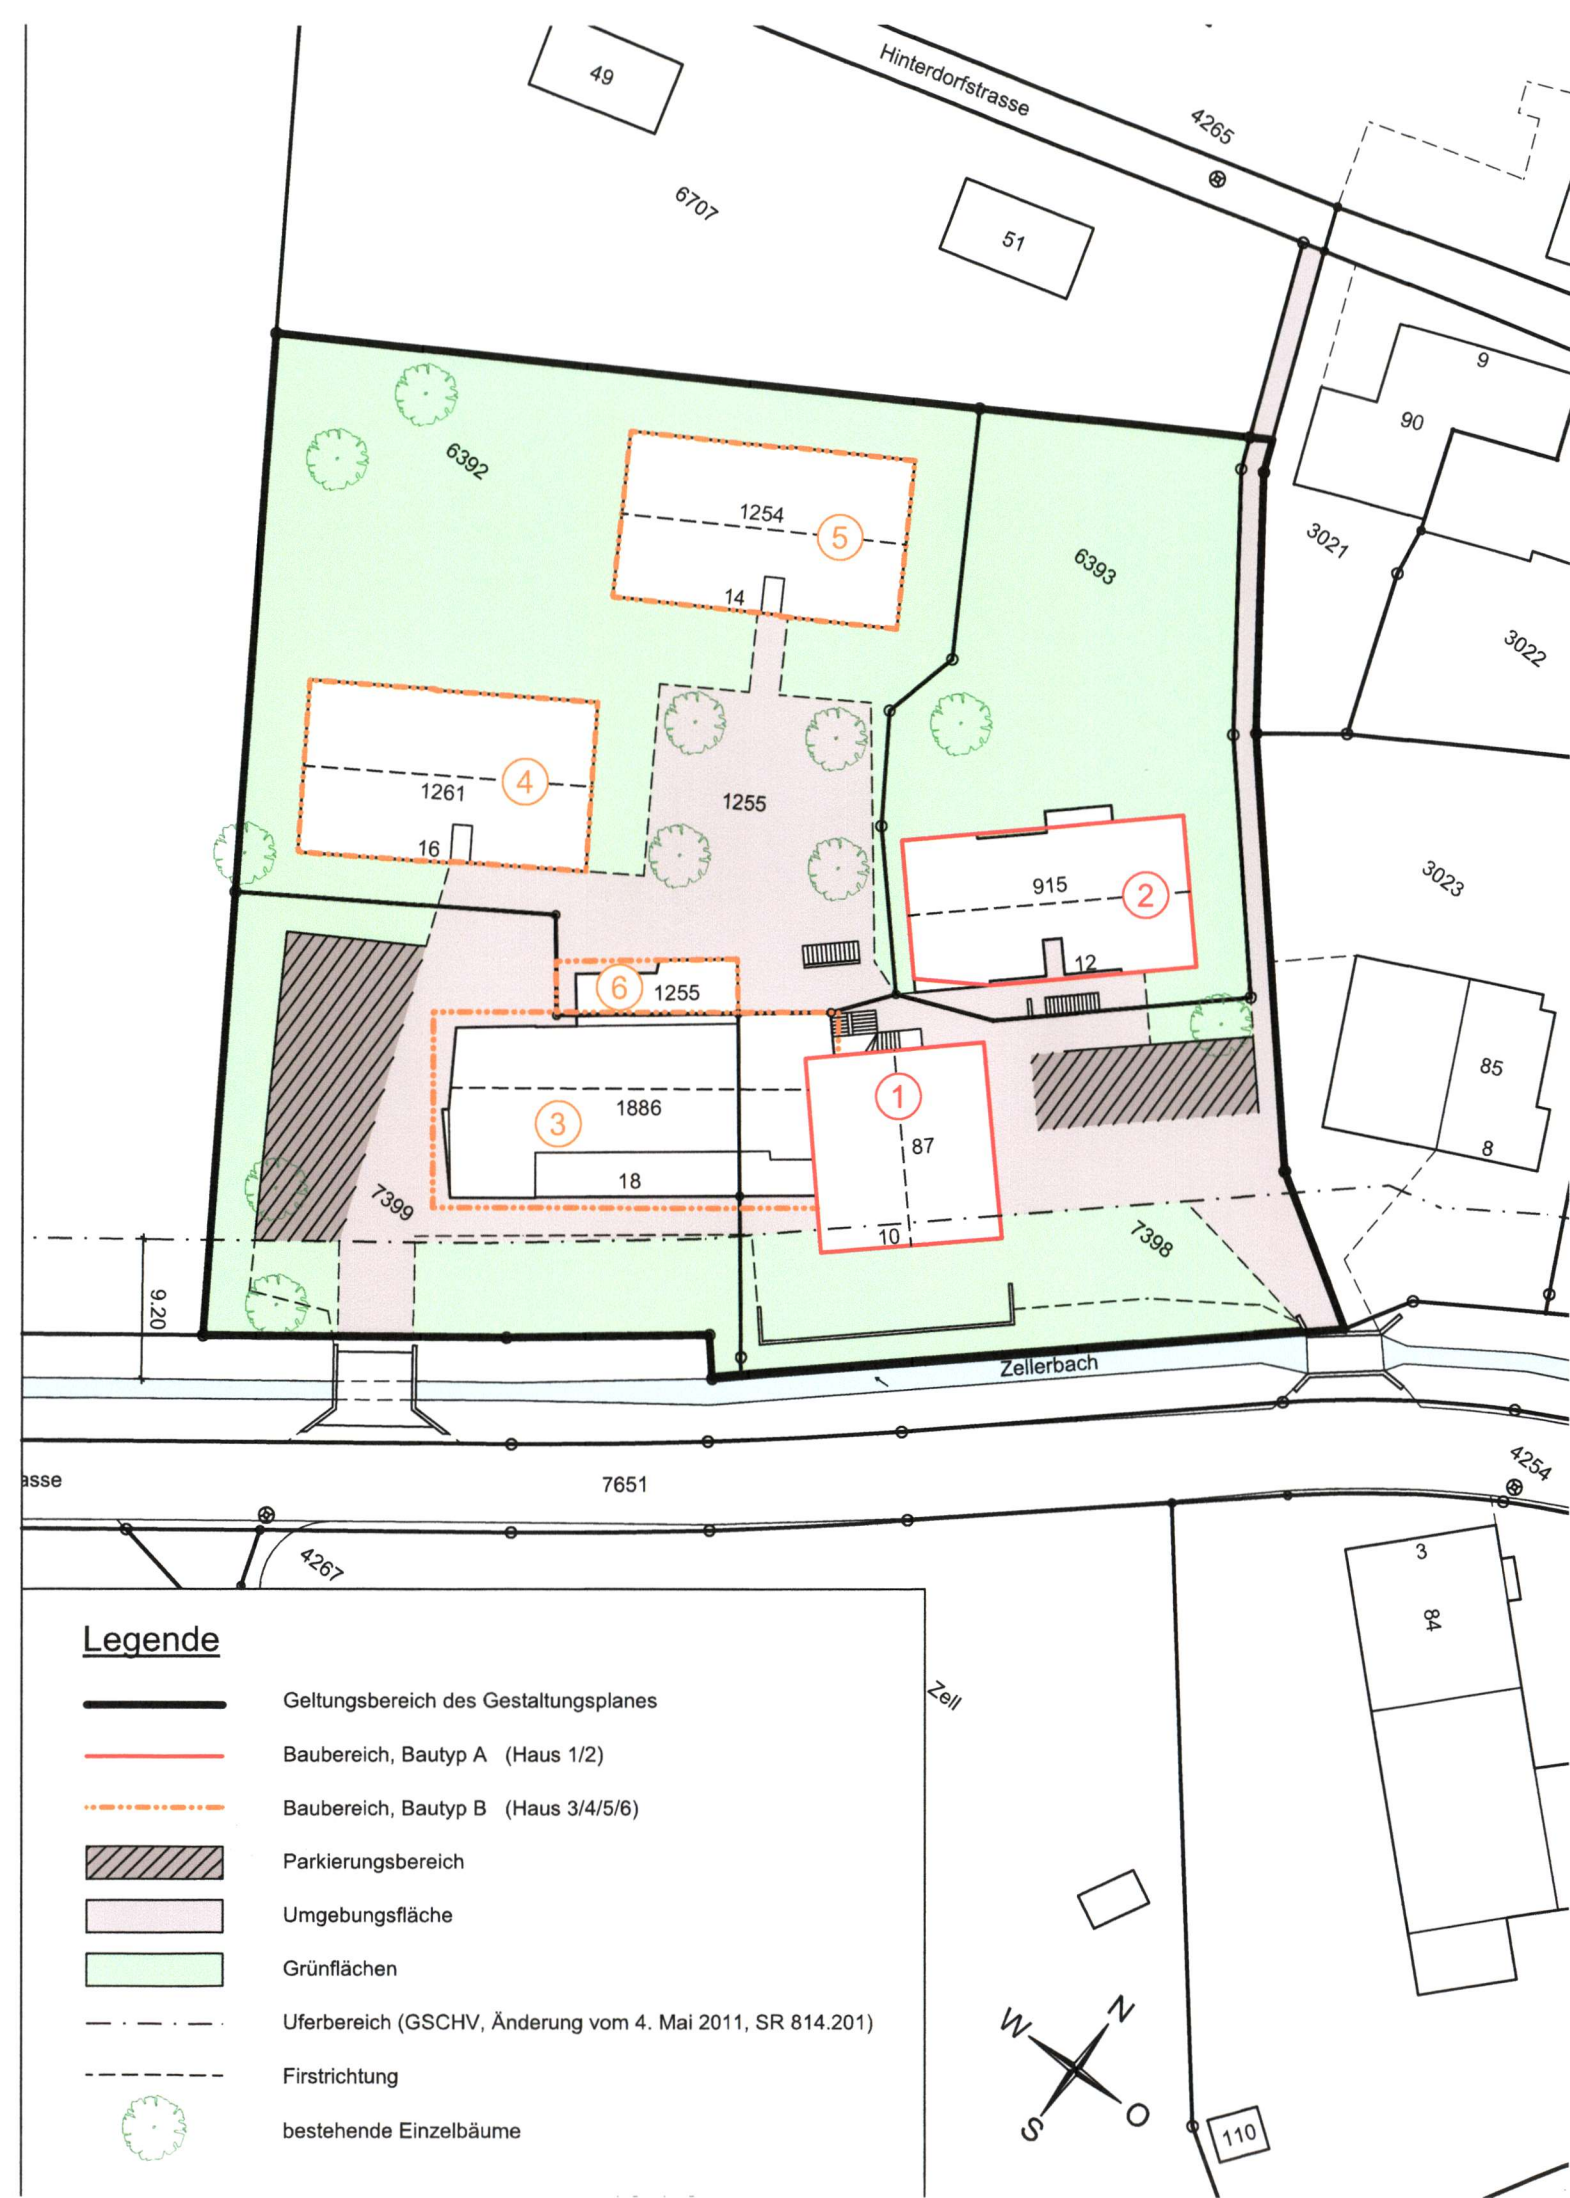 49
Hinterdorfstrasse
4265
6707
51
9
90
6392
1254
5
14
6393
3021
3022
1261
4
16
1255
915
2
12
3023
6
1255
1886
3
18
1
87
10
85
8
7399
7398
9.20
Zellerbach
asse
7651
4254
4267
3
84
Zell
Legende
Geltungsbereich des Gestaltungsplanes
Baubereich, Bautyp A (Haus 1/2)
Baubereich, Bautyp B (Haus 3/4/5/6)
Parkierungsbereich
Umgebungsfläche
Grünflächen
Uferbereich (GSCHV, Änderung vom 4. Mai 2011, SR 814.201)
Firstrichtung
bestehende Einzelbäume
N
W
S
O
110